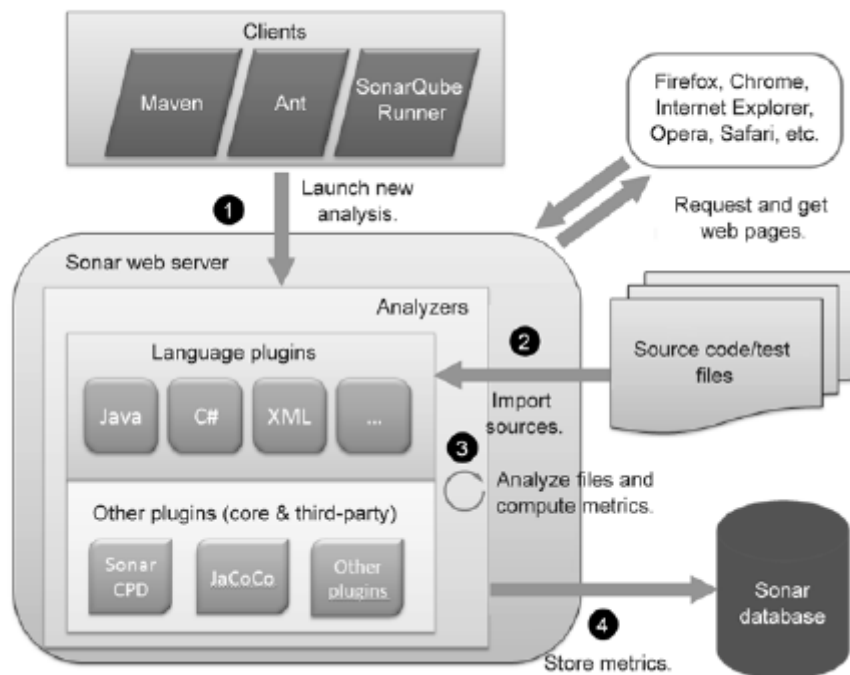 Clients
Maven
Ant
SonarQube
Runner
Firefox, Chrome,
Internet Explorer,
Opera, Safari, etc.
1
Launch new
analysis.
Request and get
web pages.
Sonar web server
Analyzers
Language plugins
Java
C#
XML
...
2
Import
sources.
Source code/test
files
3
Analyze files and
compute metrics.
Other plugins (core & third-party)
Sonar
CPD
JaCoCo
Other
plugins
4
Store metrics.
Sonar
database